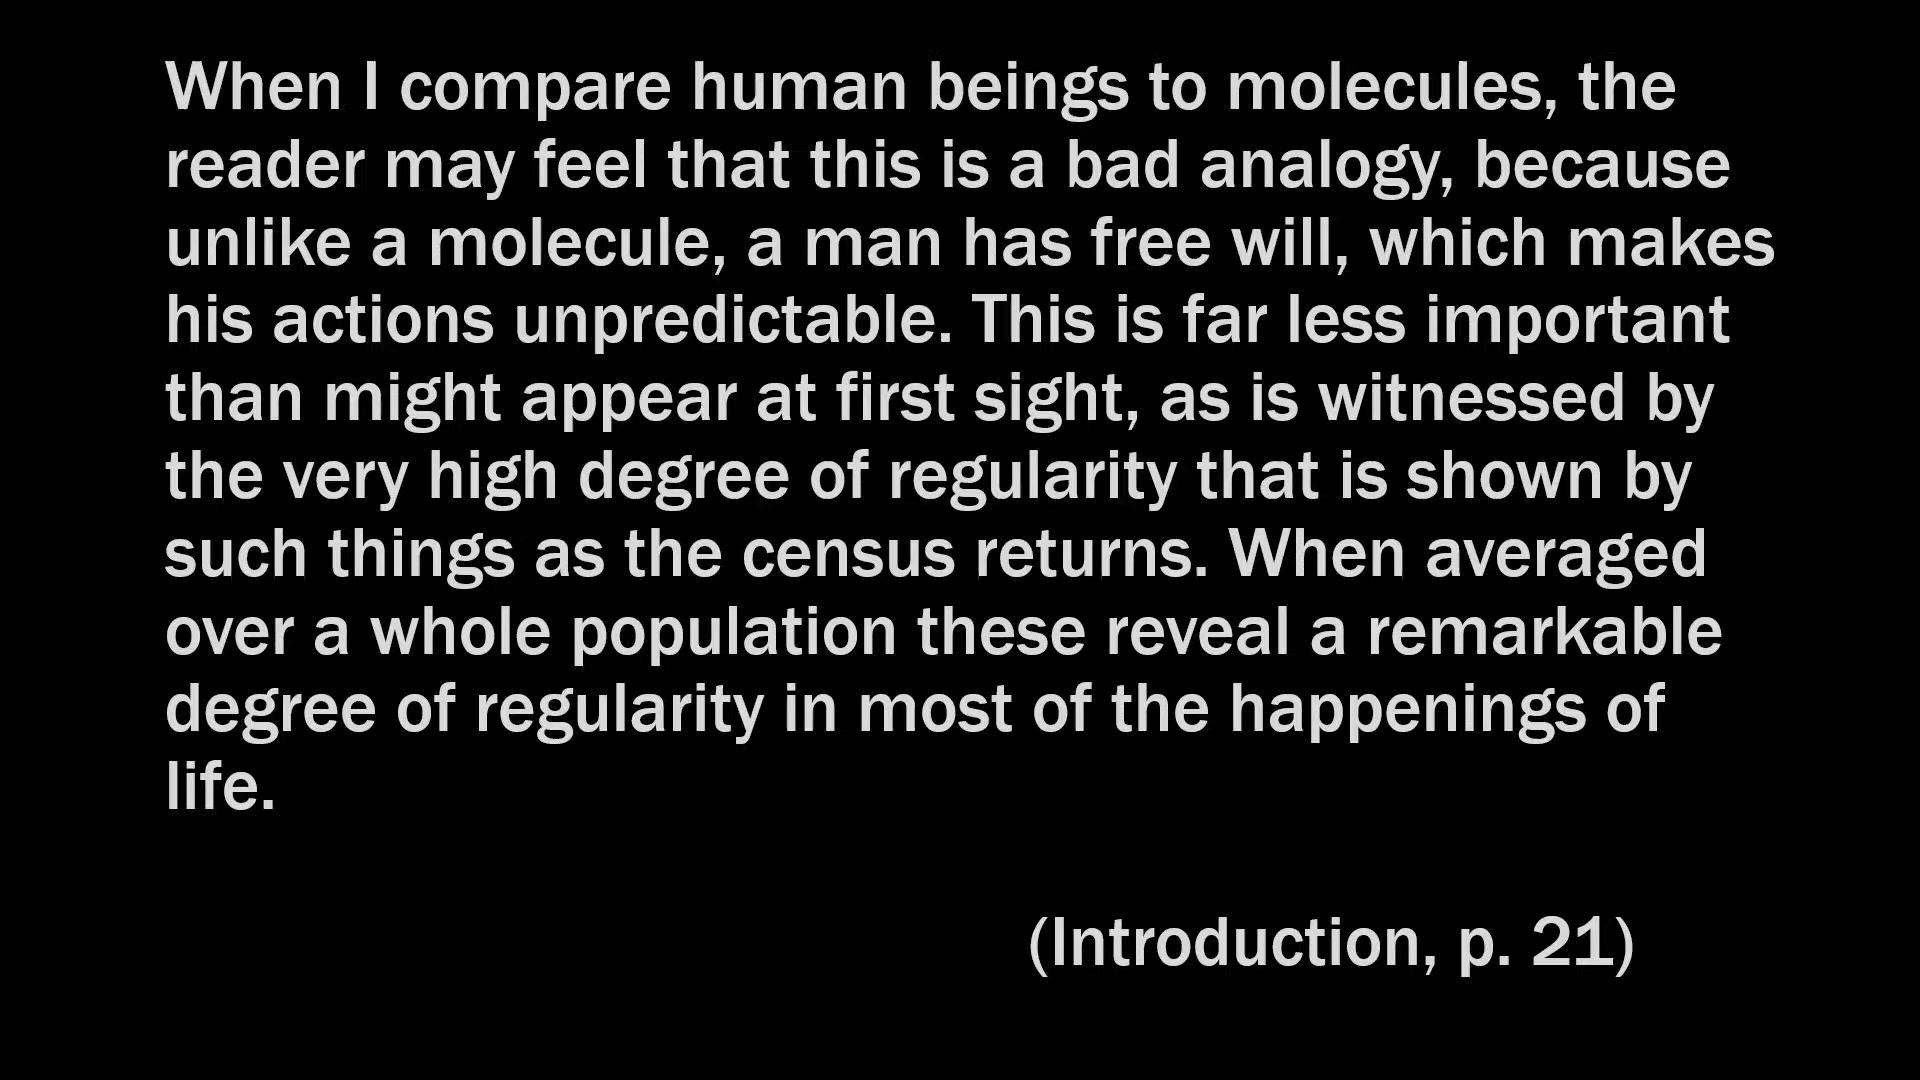 When I compare human beings to molecules, the
reader may feel that this is a bad analogy, because
unlike a molecule, a man has free will, which makes
his actions unpredictable. This is far less important
than might appear at first sight, as is witnessed by
the very high degree of regularity that is shown by
such things as the census returns. When averaged
over a whole population these reveal a remarkable
degree of regularity in most of the happenings of
life.
(Introduction, p. 21)